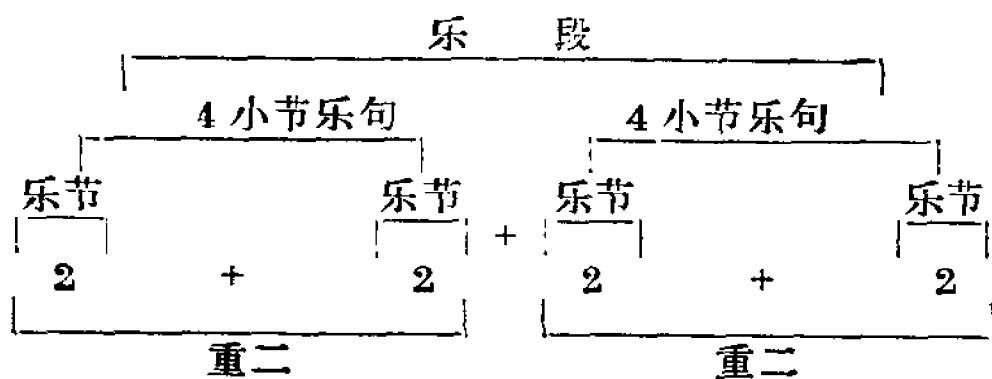 乐 段
4 小节乐句 4 小节乐句
乐节 乐节 乐节 乐节
+
2 + 2 2 + 2
重二 重二